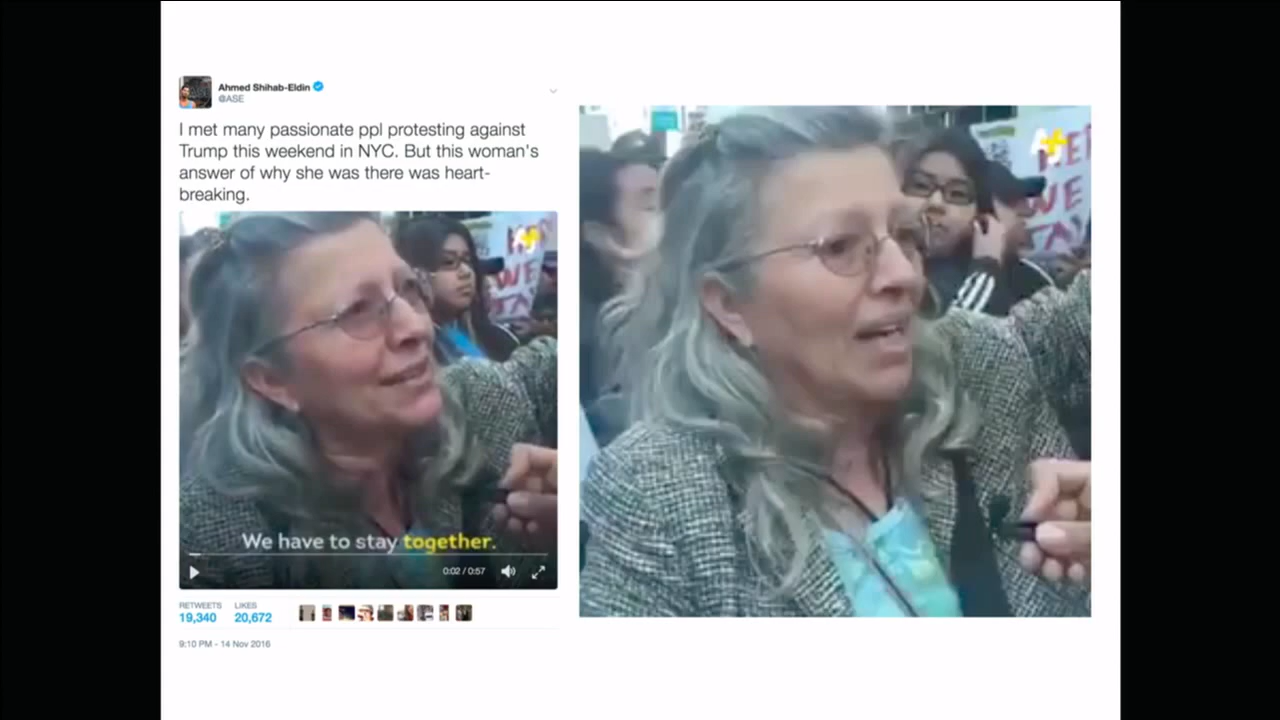 Ahmed Shihab-Eldin
@ASE
I met many passionate ppl protesting against
Trump this weekend in NYC. But this woman's
answer of why she was there was heart-
breaking.
WE
We have to stay together.
0:02 / 0:57
RETWEETS LIKES
19,340 20,672
9:10 PM - 14 Nov 2016
WE